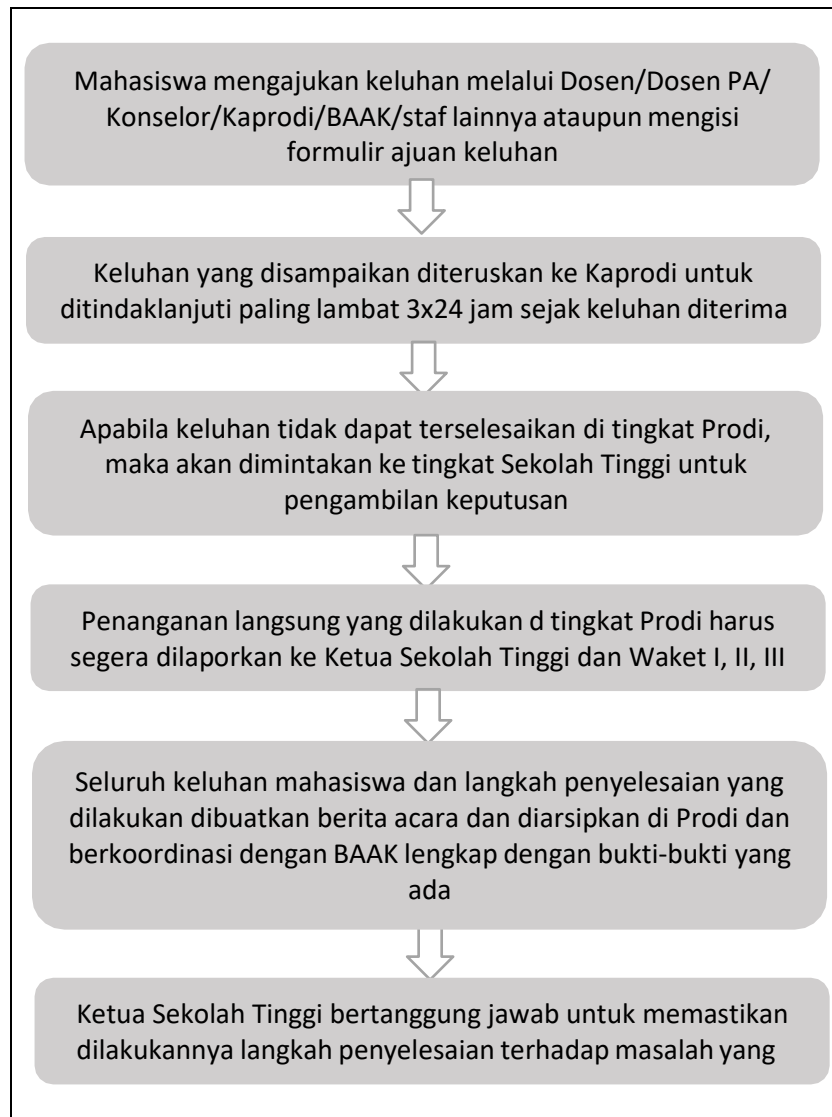 Mahasiswa mengajukan keluhan melalui Dosen/Dosen PA/
Konselor/Kaprodi/BAAK/staf lainnya ataupun mengisi
formulir ajuan keluhan
Keluhan yang disampaikan diteruskan ke Kaprodi untuk
ditindaklanjuti paling lambat 3x24 jam sejak keluhan diterima
Apabila keluhan tidak dapat terselesaikan di tingkat Prodi,
maka akan dimintakan ke tingkat Sekolah Tinggi untuk
pengambilan keputusan
Penanganan langsung yang dilakukan d tingkat Prodi harus
segera dilaporkan ke Ketua Sekolah Tinggi dan Waket I, II, III
Seluruh keluhan mahasiswa dan langkah penyelesaian yang
dilakukan dibuatkan berita acara dan diarsipkan di Prodi dan
berkoordinasi dengan BAAK lengkap dengan bukti-bukti yang
ada
Ketua Sekolah Tinggi bertanggung jawab untuk memastikan
dilakukannya langkah penyelesaian terhadap masalah yang